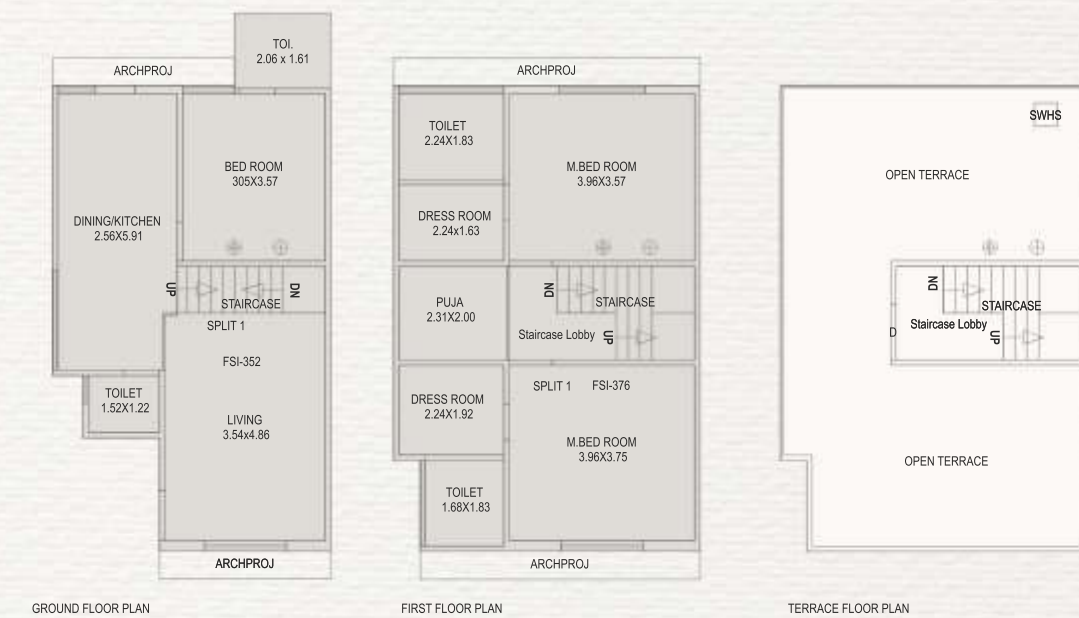 TOI.
2.06 x 1.61
ARCHPROJ
BED ROOM
305X3.57
DINING/KITCHEN
2.56X5.91
UP
DN
STAIRCASE
SPLIT 1
FSI-352
TOILET
1.52X1.22
LIVING
3.54x4.86
ARCHPROJ
GROUND FLOOR PLAN
ARCHPROJ
TOILET
2.24X1.83
M.BED ROOM
3.96X3.57
DRESS ROOM
2.24x1.63
PUJA
2.31X2.00
DN
STAIRCASE
Staircase Lobby
UP
SPLIT 1
FSI-376
DRESS ROOM
2.24X1.92
M.BED ROOM
3.96X3.75
TOILET
1.68X1.83
ARCHPROJ
FIRST FLOOR PLAN
SWHS
OPEN TERRACE
DN
STAIRCASE
Staircase Lobby
UP
D
OPEN TERRACE
TERRACE FLOOR PLAN